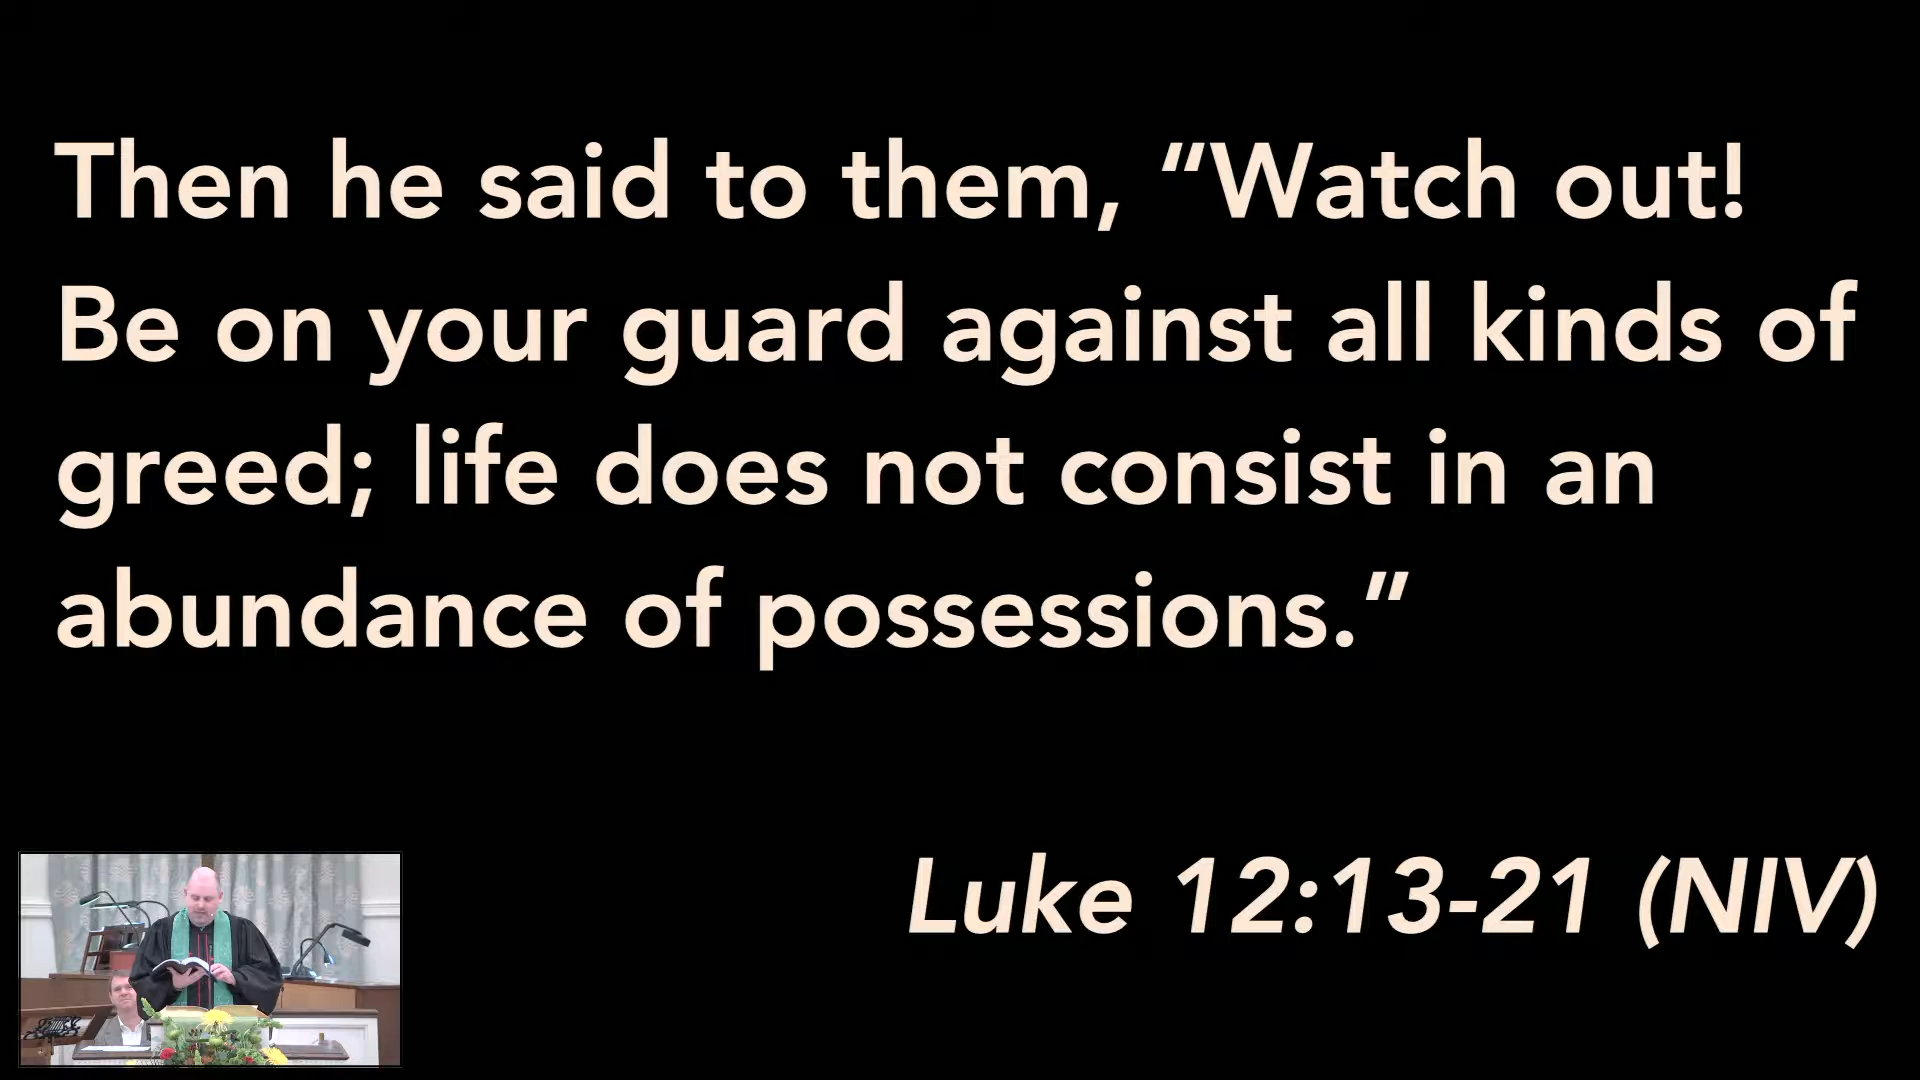 Then he said to them, “Watch out!
Be on your guard against all kinds of
greed; life does not consist in an
abundance of possessions.”
Luke 12:13-21 (NIV)